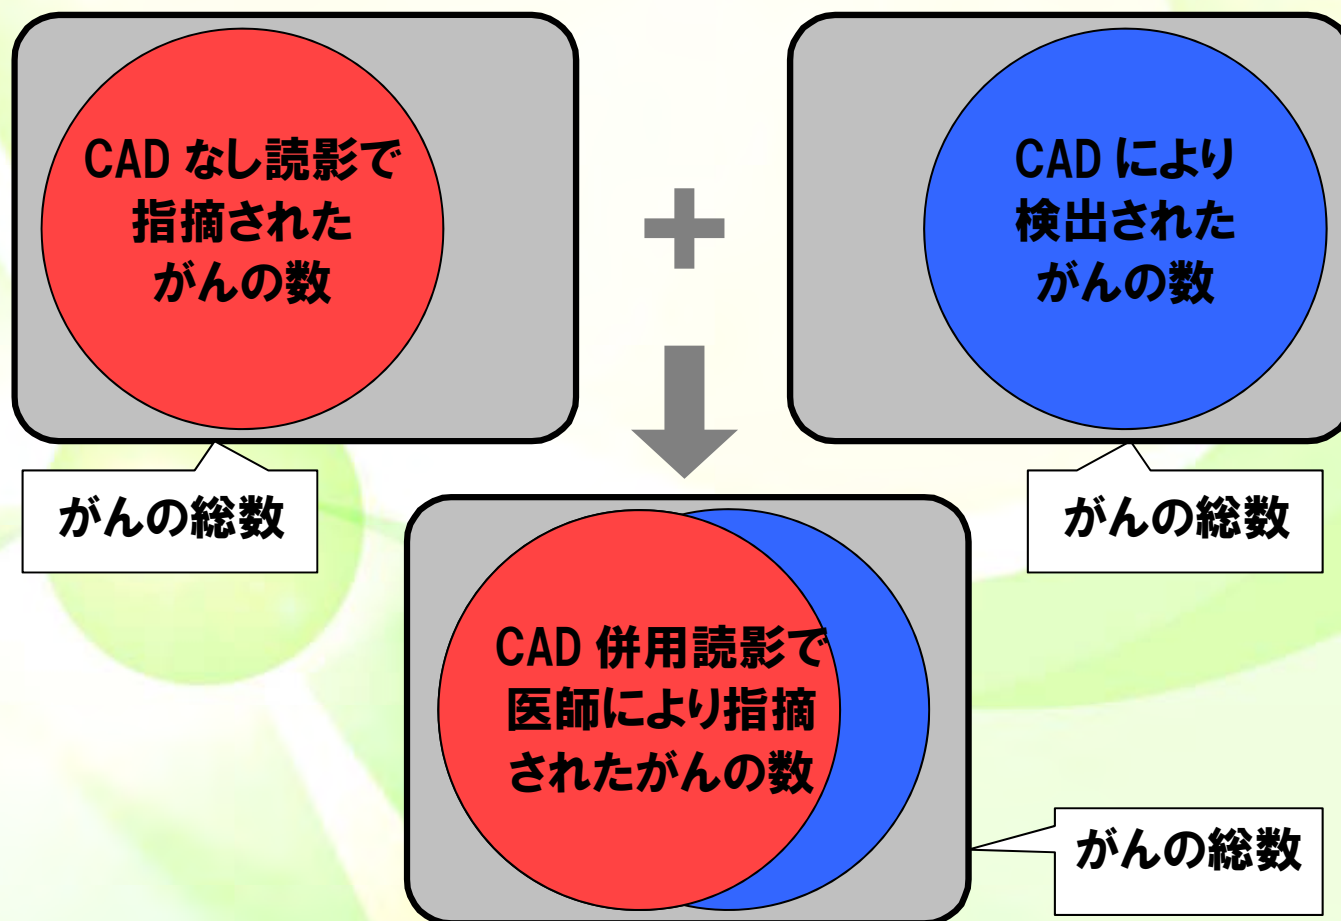 CAD なし読影で
指摘された
がんの数
CAD により
検出された
がんの数
がんの総数
がんの総数
CAD 併用読影で
医師により指摘
されたがんの数
がんの総数